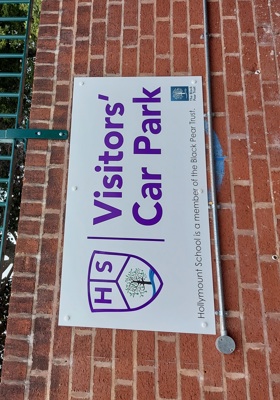 HS
Visitors'
Car Park
Hollymount School is a member of the Black Pear Trust.